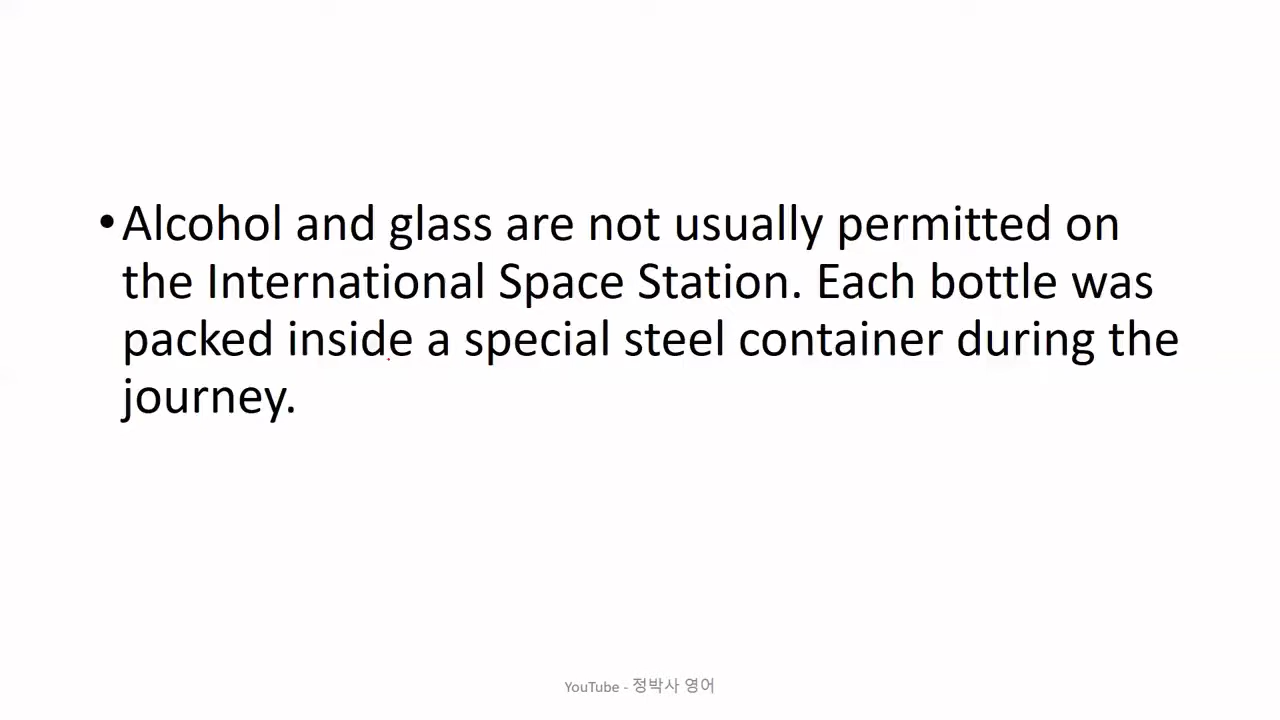 •Alcohol and glass are not usually permitted on
the International Space Station. Each bottle was
packed inside a special steel container during the
journey.
YouTube - 정박사 영어